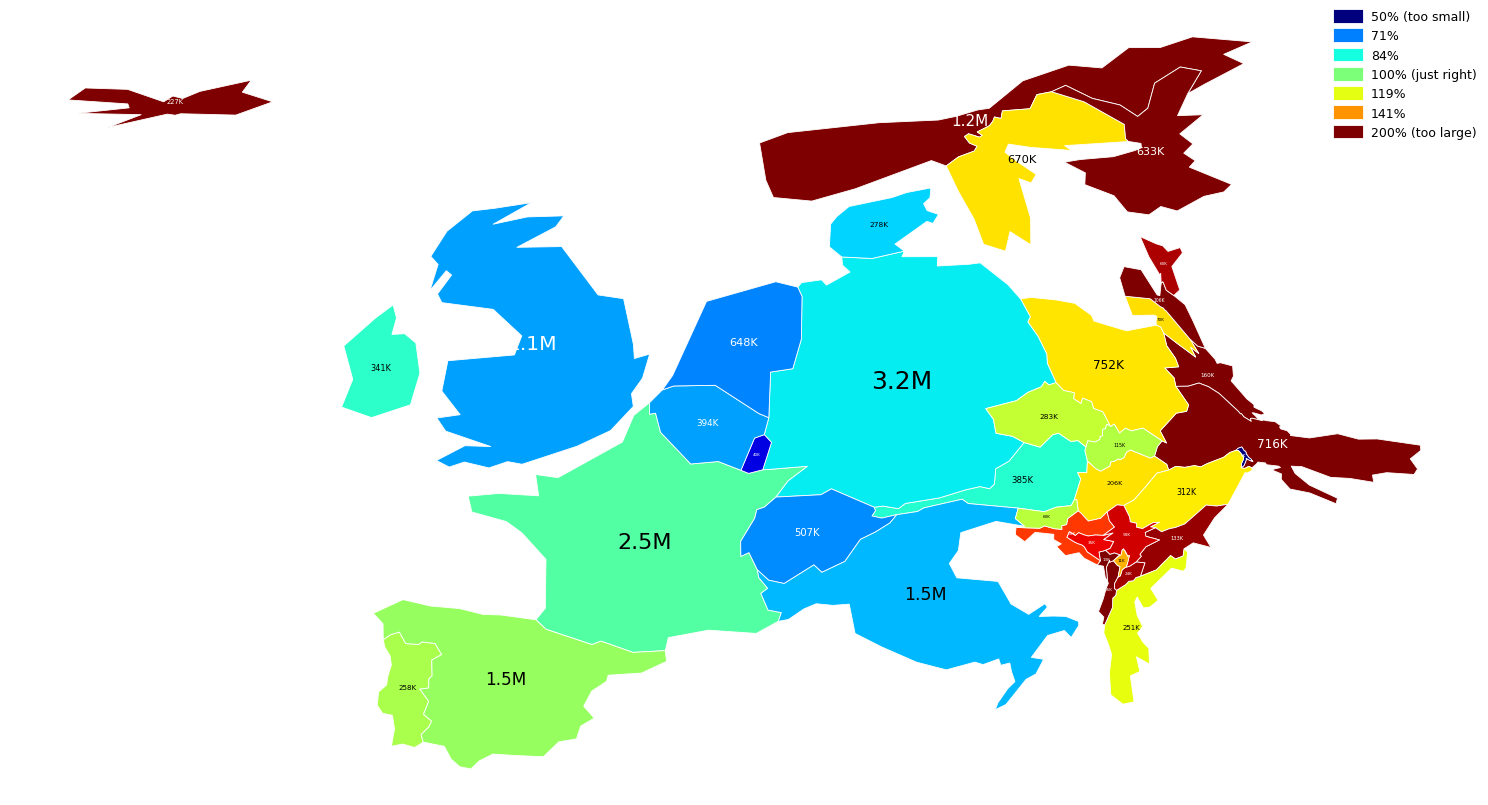 50% (too small)
71%
84%
100% (just right)
119%
141%
200% (too large)
227K
1.2M
670K
633K
278K
.1M
341K
648K
394K
3.2M
752K
283K
115K
160K
716K
385K
206K
312K
507K
2.5M
1.5M
133K
251K
1.5M
258K